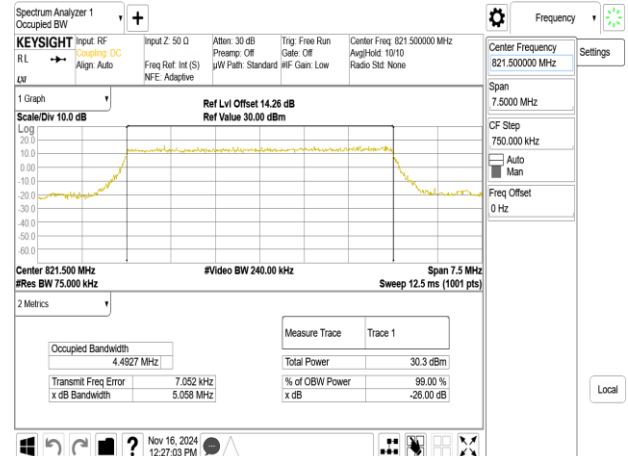 Spectrum Analyzer 1
Occupied BW
Frequency
KEYSIGHT
RL
LXI
Input: RF
Coupling: DC
Align: Auto
Input Z: 50 Ω
Freq Ref: Int (S)
NFE: Adaptive
Atten: 30 dB
Preamp: Off
µW Path: Standard
Trig: Free Run
Gate: Off
#IF Gain: Low
Center Freq: 821.500000 MHz
Avg|Hold: 10/10
Radio Std: None
Center Frequency
821.500000 MHz
Settings
Span
7.5000 MHz
CF Step
750.000 kHz
Auto
Man
Freq Offset
0 Hz
Local
1 Graph
Scale/Div 10.0 dB
Ref Lvl Offset 14.26 dB
Ref Value 30.00 dBm
Log
20.0
10.0
0.00
-10.0
-20.0
-30.0
-40.0
-50.0
-60.0
Center 821.500 MHz
#Res BW 75.000 kHz
#Video BW 240.00 kHz
Span 7.5 MHz
Sweep 12.5 ms (1001 pts)
2 Metrics
Measure Trace
Trace 1
Occupied Bandwidth
4.4927 MHz
Total Power
30.3 dBm
Transmit Freq Error
7.052 kHz
% of OBW Power
99.00 %
x dB Bandwidth
5.058 MHz
x dB
-26.00 dB
Nov 16, 2024
12:27:03 PM